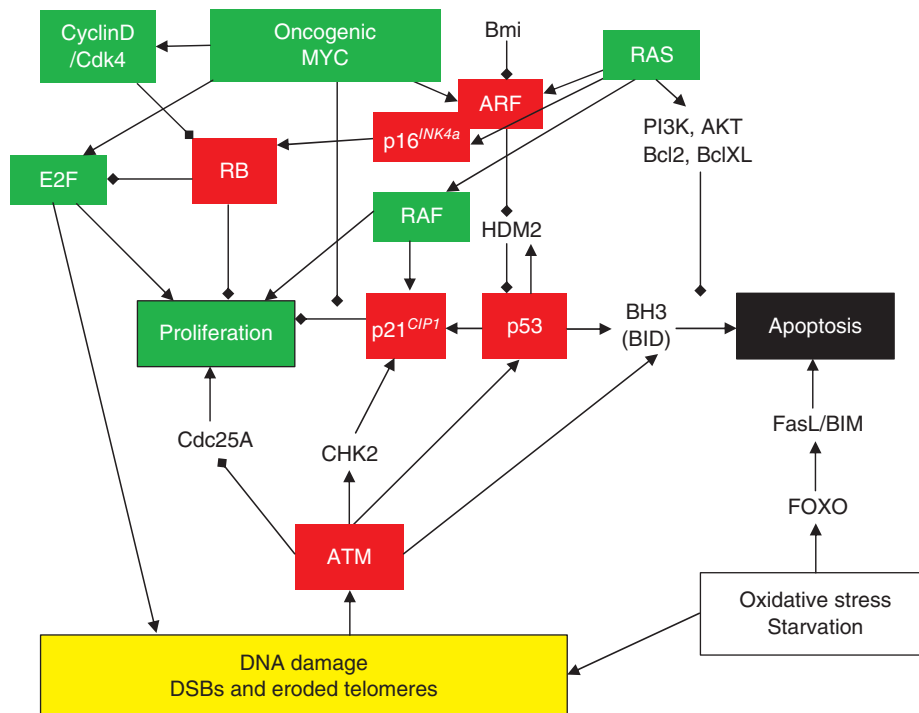 CyclinD
/Cdk4
Oncogenic
MYC
Bmi
RAS
ARF
p16INK4a
PI3K, AKT
Bcl2, BclXL
RB
E2F
RAF
HDM2
Proliferation
p21CIP1
p53
BH3
(BID)
Apoptosis
Cdc25A
CHK2
FasL/BIM
FOXO
ATM
Oxidative stress
Starvation
DNA damage
DSBs and eroded telomeres